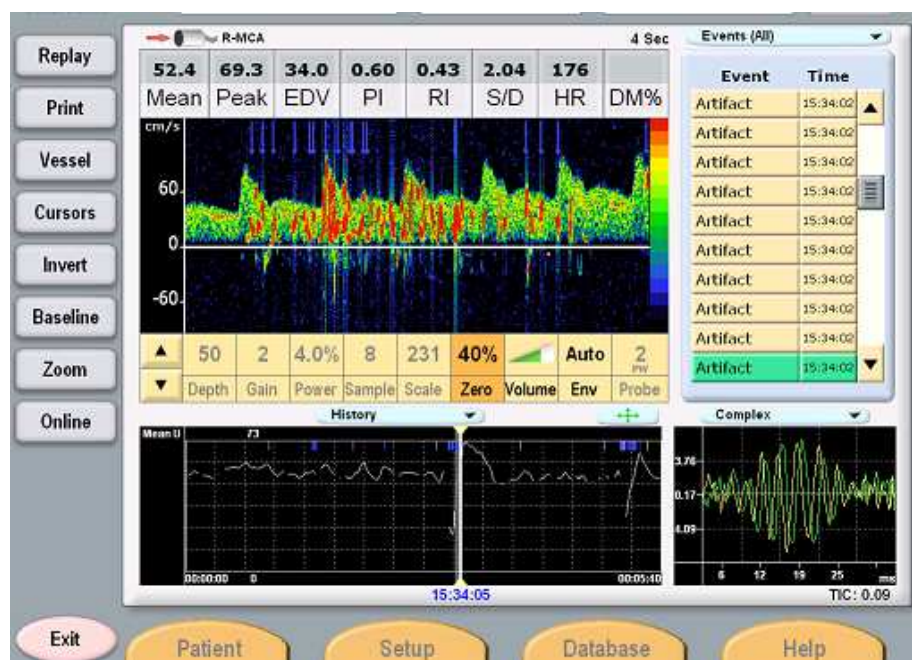 Replay
Print
Vessel
Cursors
Invert
Baseline
Zoom
Online
Exit
R-MCA
4 Sec
52.4 69.3 34.0 0.60 0.43 2.04 176
Mean Peak EDV PI RI S/D HR DM%
cm/s
60
0
-60
50 2 4.0% 8 231 40% Auto 2
PW
Depth Gain Power Sample Scale Zero Volume Env Probe
Events (All)
Event Time
Artifact 15:34:02
Artifact 15:34:02
Artifact 15:34:02
Artifact 15:34:02
Artifact 15:34:02
Artifact 15:34:02
Artifact 15:34:02
Artifact 15:34:02
Artifact 15:34:02
Artifact 15:34:02
History
Mean U 73
00:00:00 0 00:05:40
15:34:05
Complex
3.76
0.17
4.09
6 12 19 25 ms
TIC: 0.09
Patient Setup Database Help